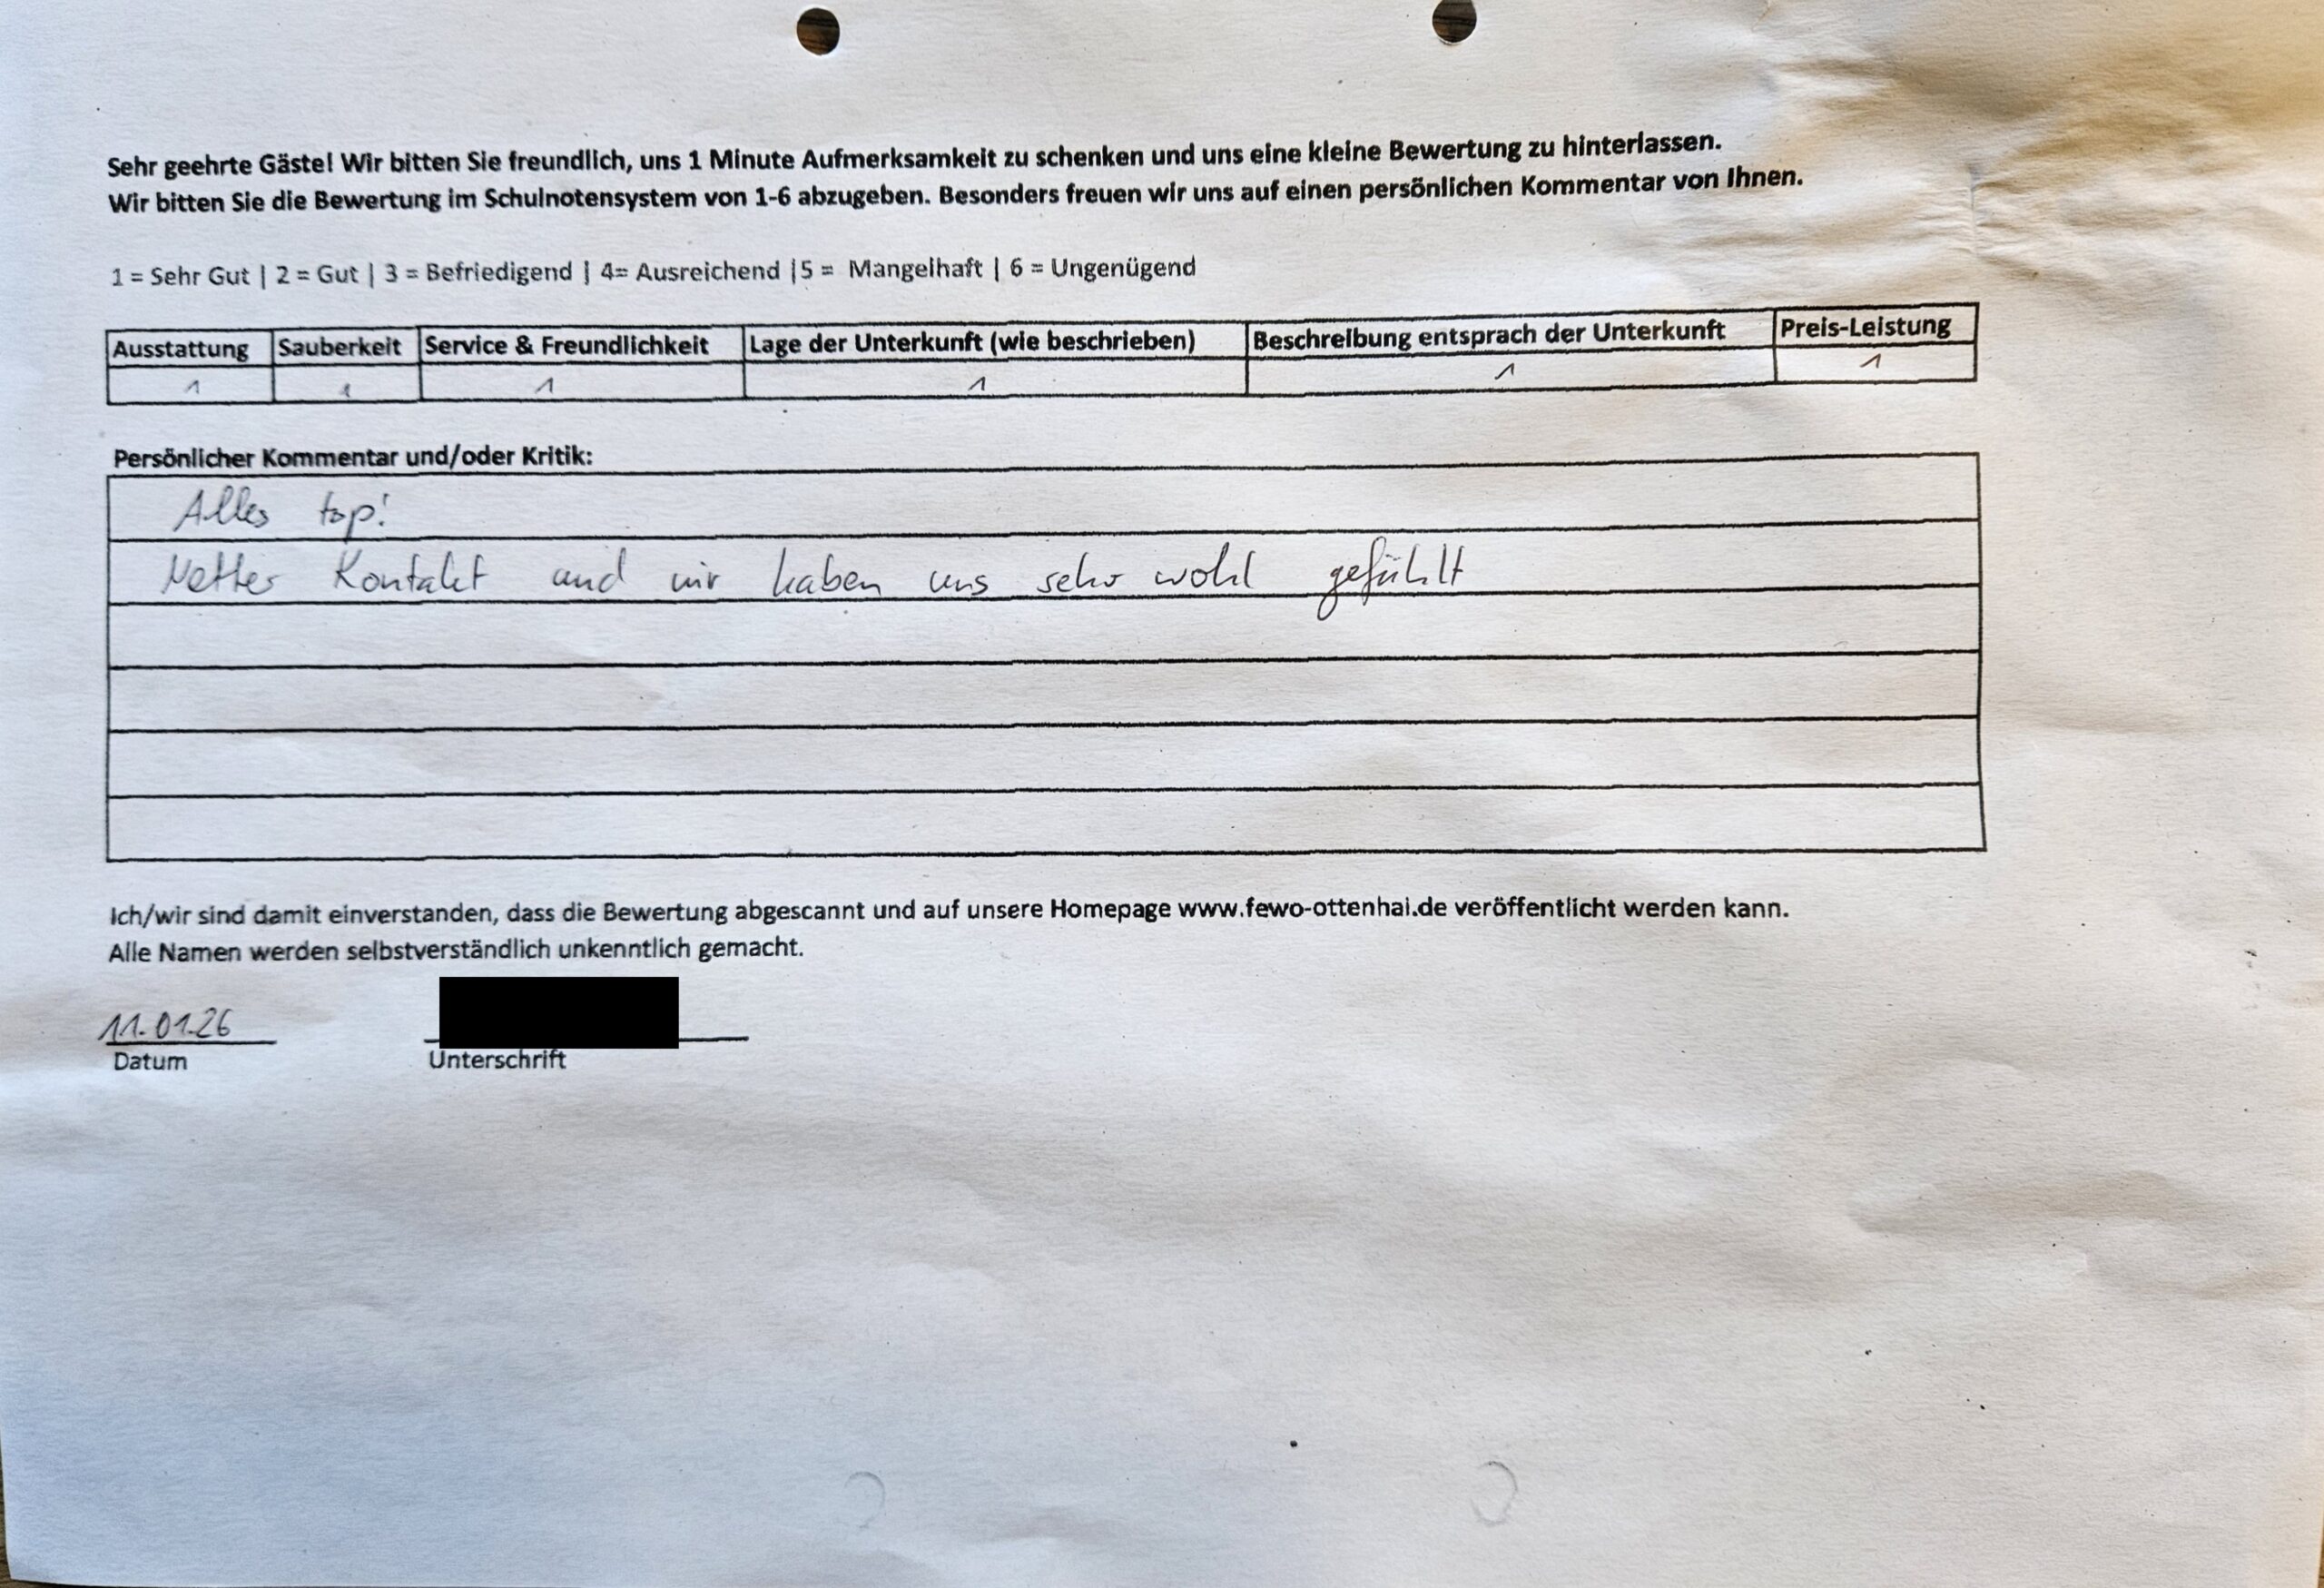 Sehr geehrte Gäste! Wir bitten Sie freundlich, uns 1 Minute Aufmerksamkeit zu schenken und uns eine kleine Bewertung zu hinterlassen.
Wir bitten Sie die Bewertung im Schulnotensystem von 1-6 abzugeben. Besonders freuen wir uns auf einen persönlichen Kommentar von Ihnen.
1 = Sehr Gut | 2 = Gut | 3 = Befriedigend | 4= Ausreichend |5 = Mangelhaft | 6 = Ungenügend
Ausstattung Sauberkeit Service & Freundlichkeit Lage der Unterkunft (wie beschrieben) Beschreibung entsprach der Unterkunft Preis-Leistung
1 1 1 1 1 1
Persönlicher Kommentar und/oder Kritik:
Alles top!
Netter Kontakt und wir haben uns sehr wohl gefühlt
Ich/wir sind damit einverstanden, dass die Bewertung abgescannt und auf unsere Homepage www.fewo-ottenhai.de veröffentlicht werden kann.
Alle Namen werden selbstverständlich unkenntlich gemacht.
11.01.26
Datum Unterschrift